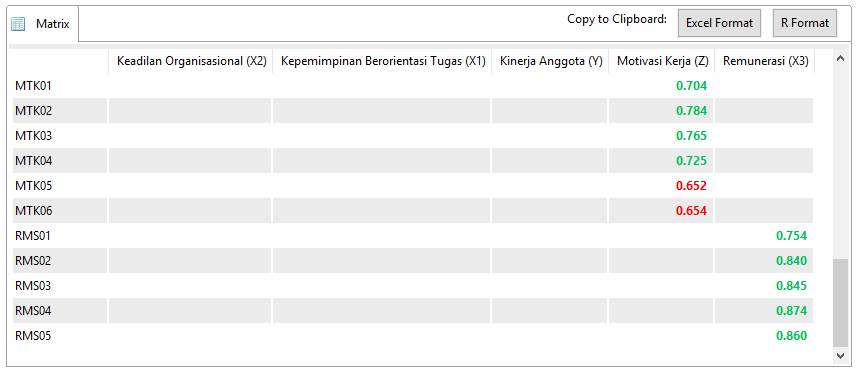 Matrix
Copy to Clipboard: Excel Format R Format
Keadilan Organisasional (X2) Kepemimpinan Berorientasi Tugas (X1) Kinerja Anggota (Y) Motivasi Kerja (Z) Remunerasi (X3)
MTK01 0.704
MTK02 0.784
MTK03 0.765
MTK04 0.725
MTK05 0.652
MTK06 0.654
RMS01 0.754
RMS02 0.840
RMS03 0.845
RMS04 0.874
RMS05 0.860